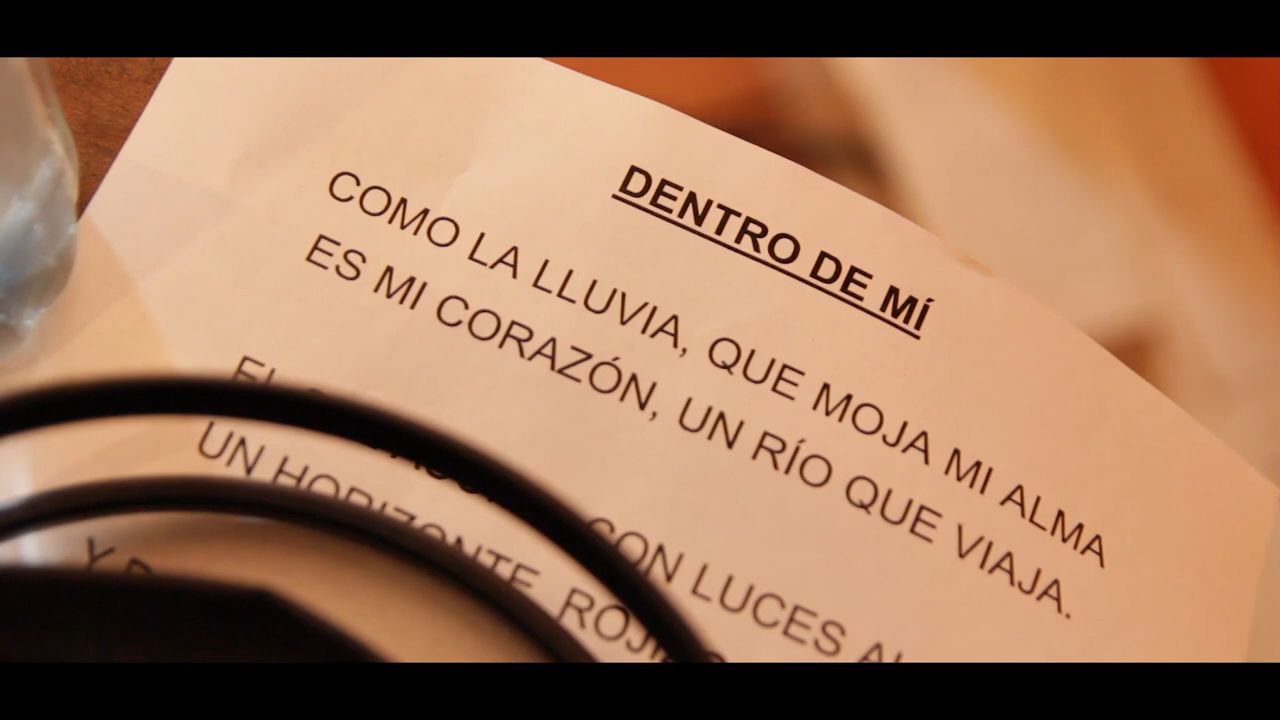 DENTRO DE MÍ
COMO LA LLUVIA, QUE MOJA MI ALMA
ES MI CORAZÓN, UN RÍO QUE VIAJA.
CON LUCES
UN HORIZONTE
Y